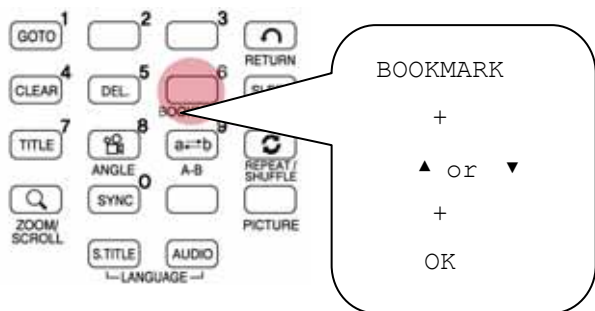 1 2 3
GOTO
RETURN
4 5 6
CLEAR DEL.
7 8 9
TITLE a⇄b
ANGLE A-B REPEAT/
SHUFFLE
0
SYNC
ZOOM/
SCROLL
PICTURE
S.TITLE AUDIO
LANGUAGE
BOOKMARK
+
▲ or ▼
+
OK